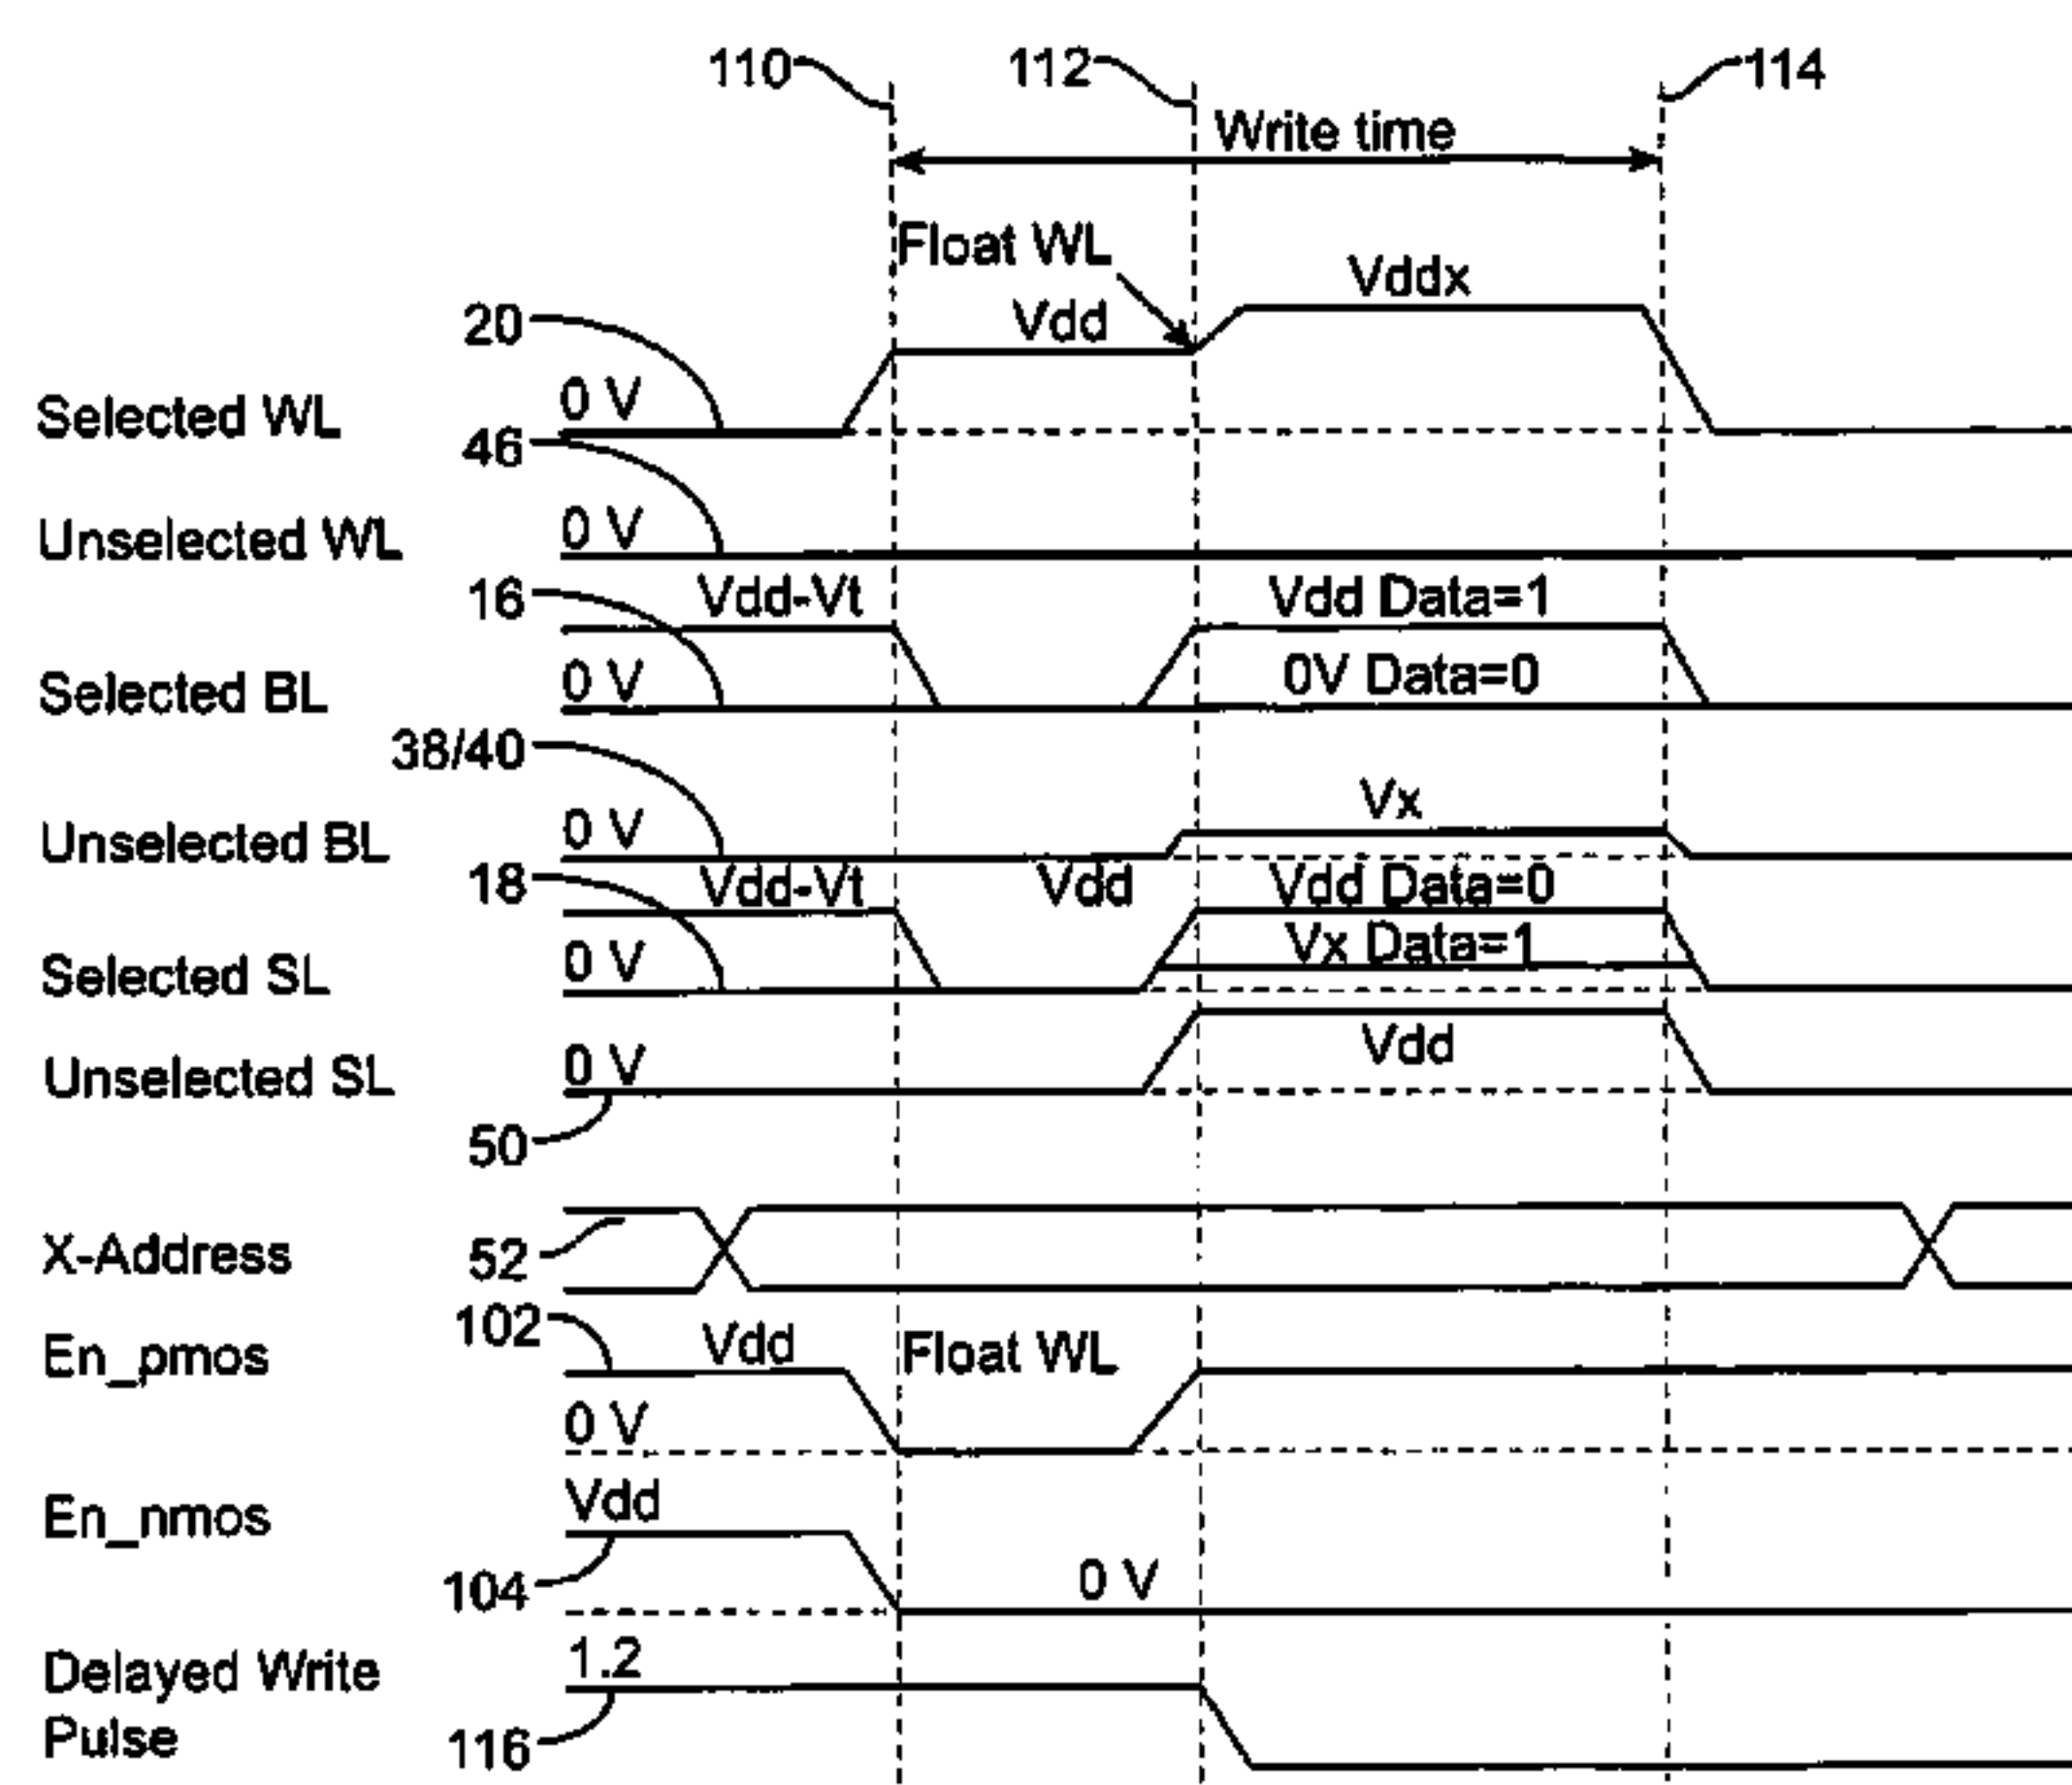 110
112
114
Write time
Float WL
Vddx
Vdd
20
0 V
Selected WL
46
0 V
Unselected WL
16
Vdd-Vt
Vdd Data=1
0 V
0V Data=0
Selected BL
38/40
Vx
0 V
Unselected BL
18
Vdd-Vt
Vdd
Vdd Data=0
0 V
Vx Data=1
Selected SL
0 V
Vdd
Unselected SL
50
X-Address
52
102
Vdd
Float WL
En_pmos
0 V
Vdd
En_nmos
104
0 V
1.2
Delayed Write
Pulse
116